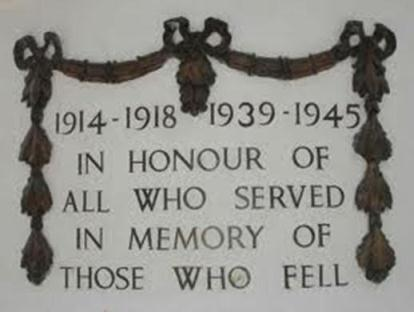 1914-1918 1939-1945
IN HONOUR OF
ALL WHO SERVED
IN MEMORY OF
THOSE WHO FELL